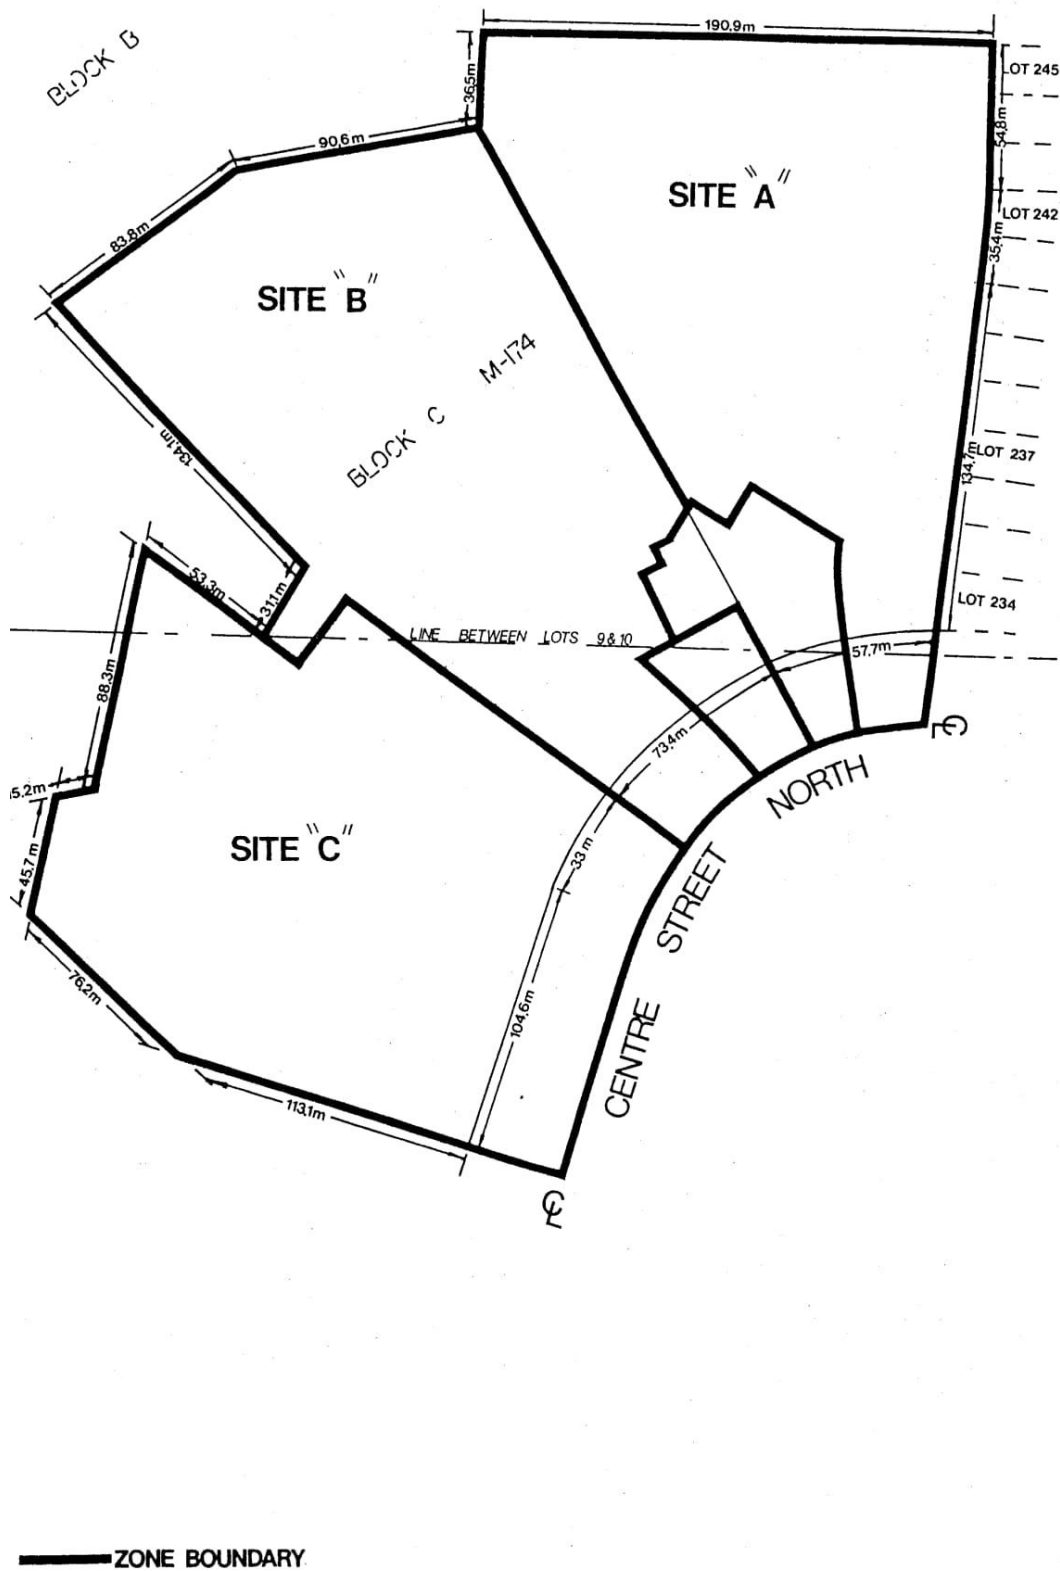 190.9m
BLOCK B
36.5m
LOT 245
54.8m
90.6m
SITE "A"
LOT 242
83.8m
35.4m
SITE "B"
M-174
BLOCK C
134.1m
LOT 237
134.7m
53.3m
31.1m
LOT 234
LINE BETWEEN LOTS 9 & 10
57.7m
88.3m
73.4m
℄
NORTH
5.2m
SITE "C"
33m
45.7m
STREET
76.2m
104.6m
CENTRE
113.1m
℄
ZONE BOUNDARY